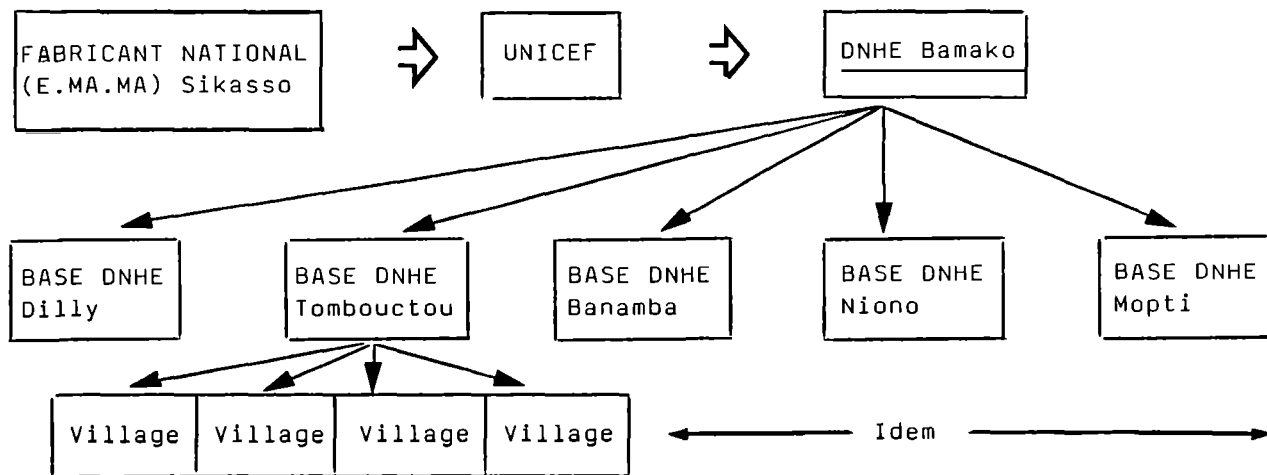 FABRICANT NATIONAL
(E.MA.MA) Sikasso
UNICEF
DNHE Bamako
BASE DNHE
Dilly
BASE DNHE
Tombouctou
BASE DNHE
Banamba
BASE DNHE
Niono
BASE DNHE
Mopti
Village
Village
Village
Village
Idem